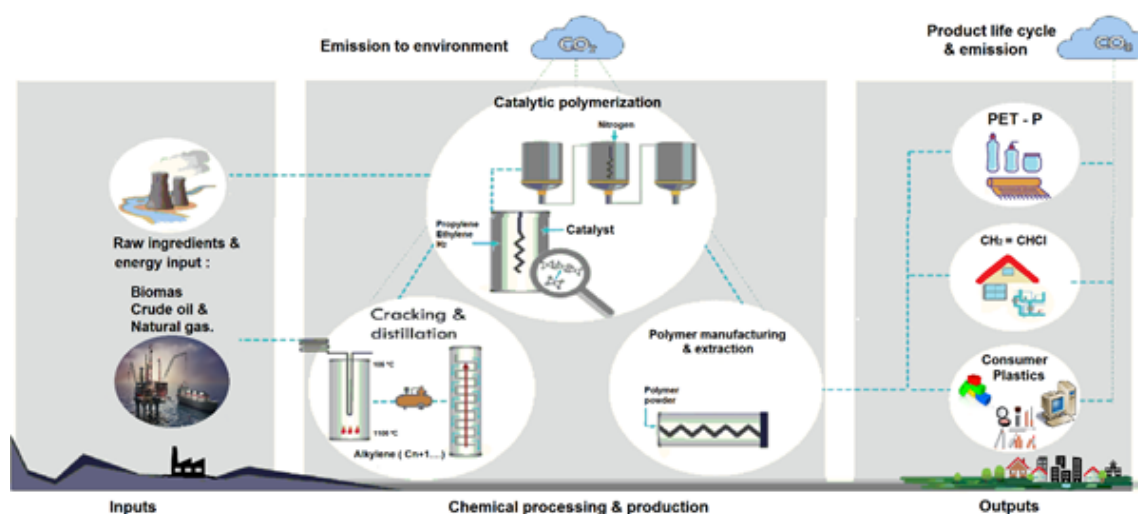 Emission to environment
CO₂
Product life cycle
& emission
CO₂
Catalytic polymerization
Nitrogen
Propylene
Ethylene
H₂
Catalyst
PET - P
Raw ingredients &
energy input :
Biomas
Crude oil &
Natural gas.
CH₂ = CHCl
Cracking &
distillation
1100 °C
Alkylene ( Cn+1....)
Polymer manufacturing
& extraction
Polymer
powder
Consumer
Plastics
Inputs
Chemical processing & production
Outputs